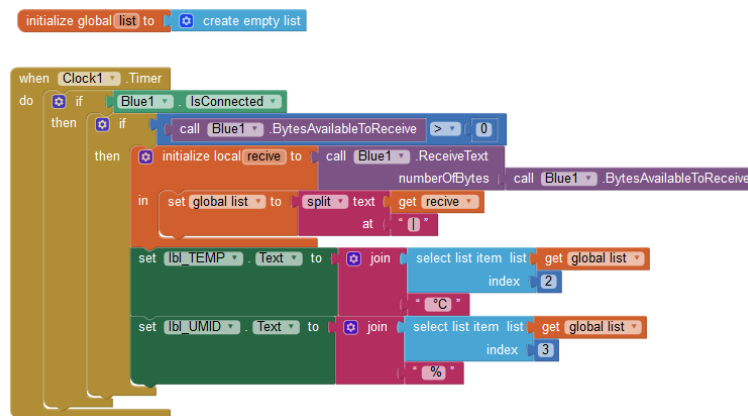 initialize global list to create empty list
when Clock1 .Timer
do if Blue1 . IsConnected
then if call Blue1 .BytesAvailableToReceive > 0
then initialize local recive to call Blue1 .ReceiveText
numberOfBytes call Blue1 .BytesAvailableToReceive
in set global list to split text get recive
at " | "
set lbl_TEMP . Text to join select list item list get global list
index 2
" °C "
set lbl_UMID . Text to join select list item list get global list
index 3
" % "